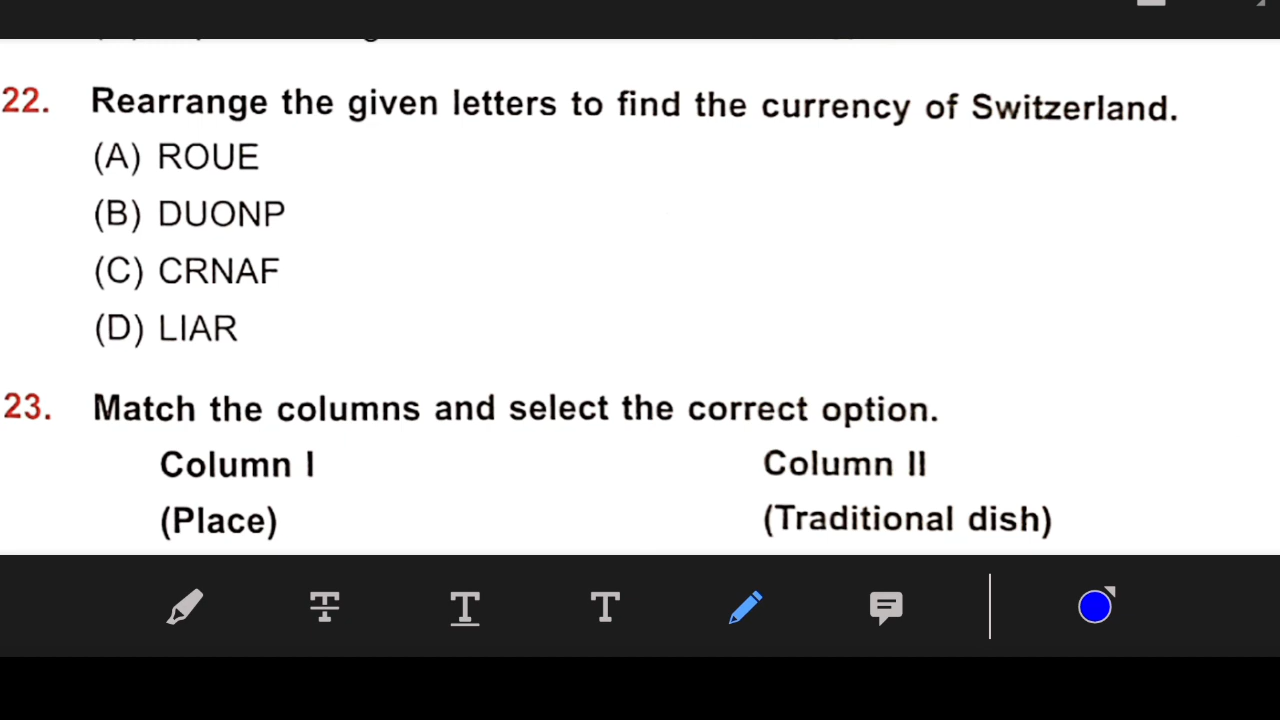 22. Rearrange the given letters to find the currency of Switzerland.
(A) ROUE
(B) DUONP
(C) CRNAF
(D) LIAR
23. Match the columns and select the correct option.
Column I Column II
(Place) (Traditional dish)